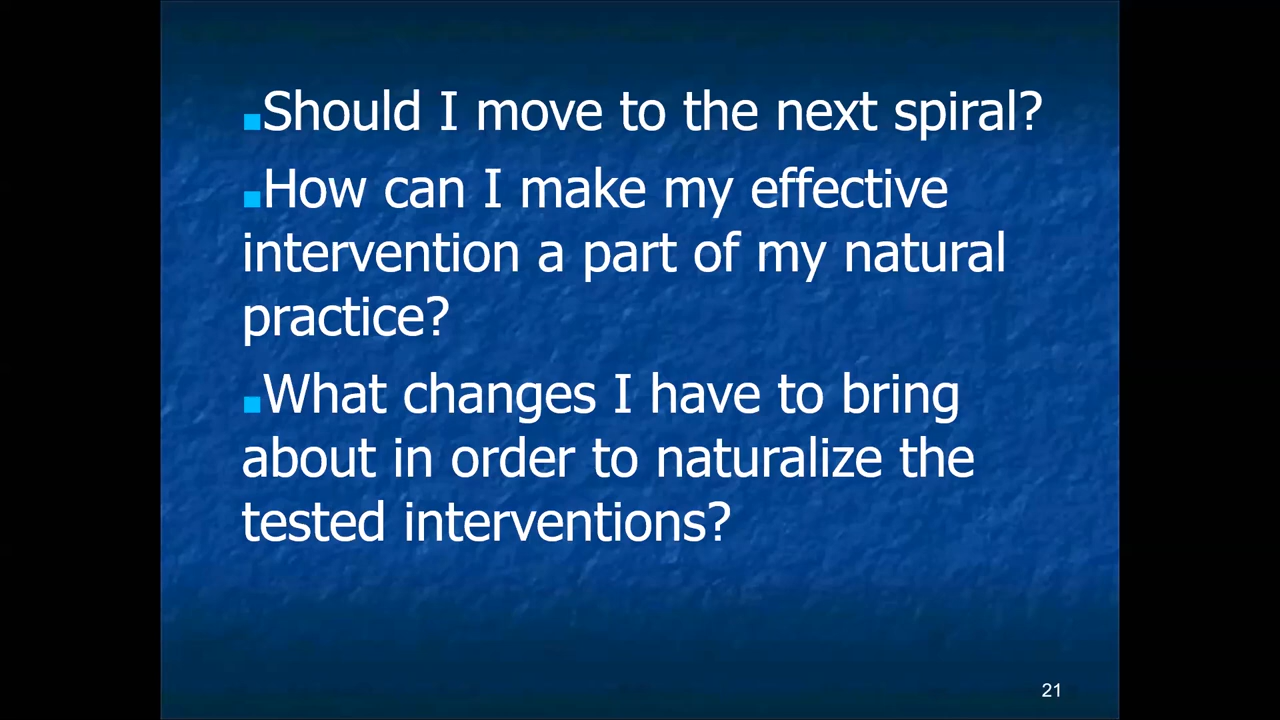 ■Should I move to the next spiral?
■How can I make my effective
intervention a part of my natural
practice?
■What changes I have to bring
about in order to naturalize the
tested interventions?
21